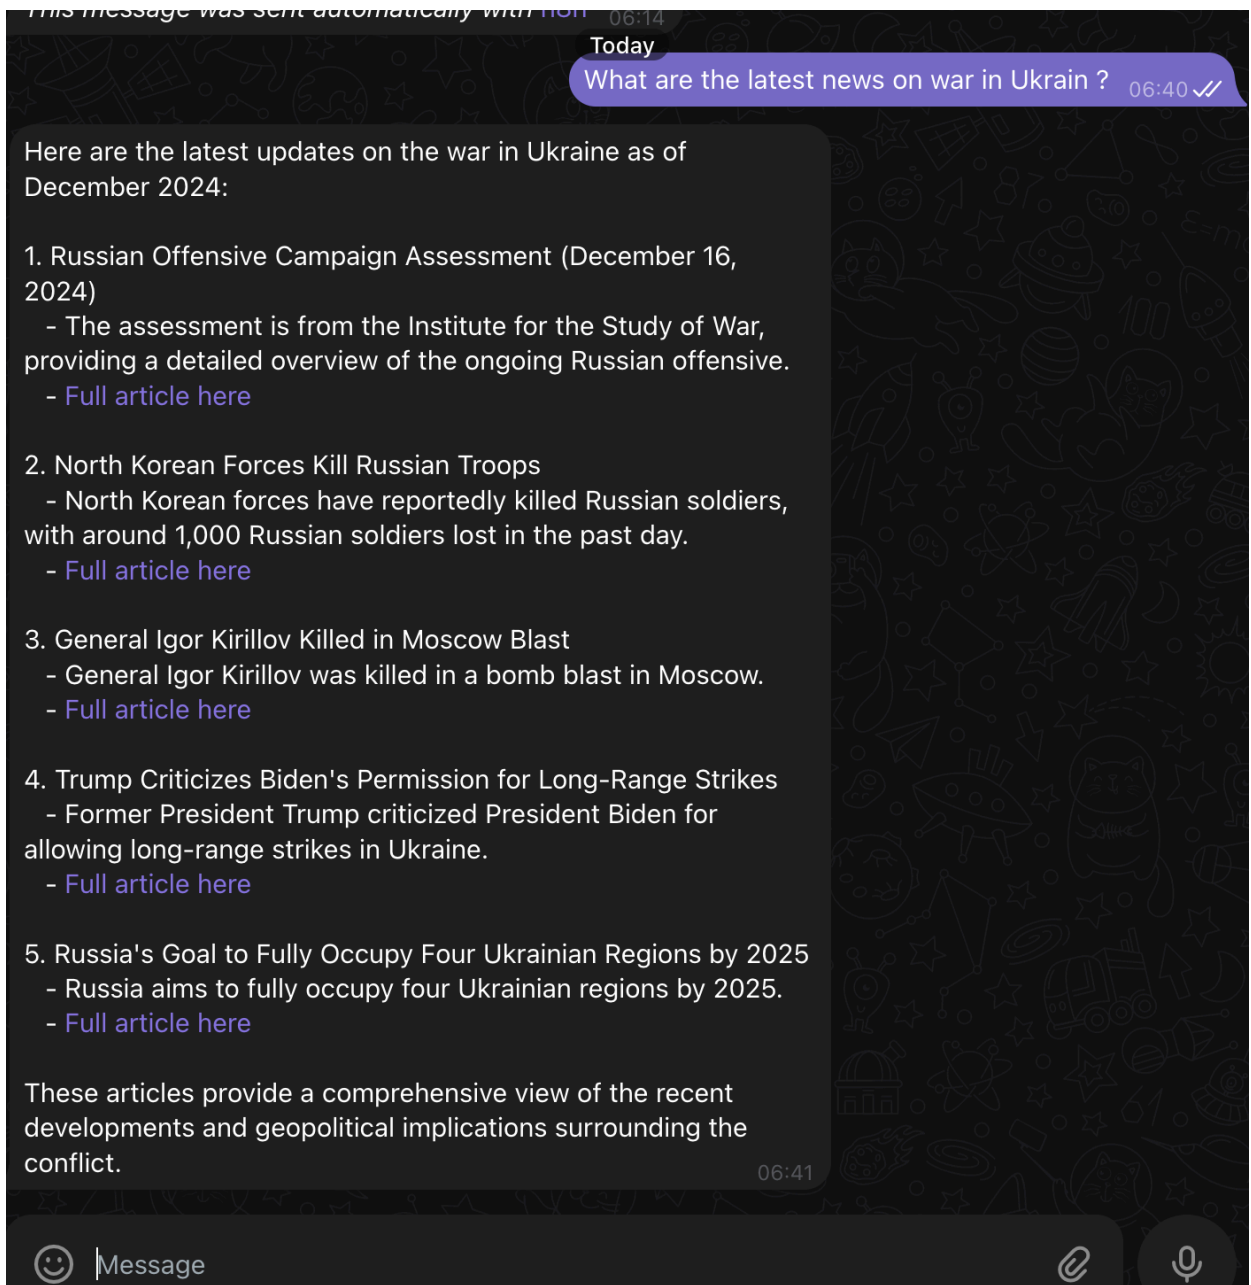 This message was sent automatically with n8n 06:14
Today
What are the latest news on war in Ukrain ? 06:40
Here are the latest updates on the war in Ukraine as of
December 2024:
1. Russian Offensive Campaign Assessment (December 16,
2024)
- The assessment is from the Institute for the Study of War,
providing a detailed overview of the ongoing Russian offensive.
- Full article here
2. North Korean Forces Kill Russian Troops
- North Korean forces have reportedly killed Russian soldiers,
with around 1,000 Russian soldiers lost in the past day.
- Full article here
3. General Igor Kirillov Killed in Moscow Blast
- General Igor Kirillov was killed in a bomb blast in Moscow.
- Full article here
4. Trump Criticizes Biden's Permission for Long-Range Strikes
- Former President Trump criticized President Biden for
allowing long-range strikes in Ukraine.
- Full article here
5. Russia's Goal to Fully Occupy Four Ukrainian Regions by 2025
- Russia aims to fully occupy four Ukrainian regions by 2025.
- Full article here
These articles provide a comprehensive view of the recent
developments and geopolitical implications surrounding the
conflict.
06:41
Message